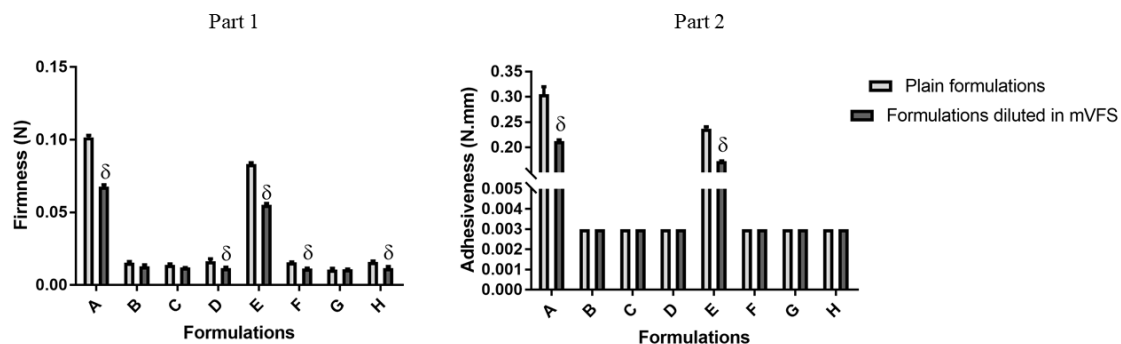 Part 1
Part 2
0.15
0.10
0.05
0.00
Firmness (N)
δ
δ
δ
δ
δ
A
B
C
D
E
F
G
H
Formulations
0.35
0.30
0.25
0.20
0.005
0.004
0.003
0.002
0.001
0.000
Adhesiveness (N.mm)
δ
δ
A
B
C
D
E
F
G
H
Formulations
Plain formulations
Formulations diluted in mVFS